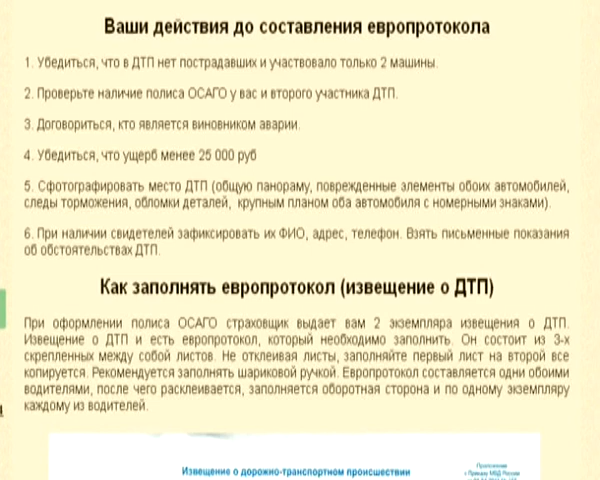 Ваши действия до составления европротокола
1. Убедиться, что в ДТП нет пострадавших и участвовало только 2 машины.
2. Проверьте наличие полиса ОСАГО у вас и второго участника ДТП.
3. Договориться, кто является виновником аварии.
4. Убедиться, что ущерб менее 25 000 руб
5. Сфотографировать место ДТП (общую панораму, поврежденные элементы обоих автомобилей,
следы торможения, обломки деталей, крупным планом оба автомобиля с номерными знаками).
6. При наличии свидетелей зафиксировать их ФИО, адрес, телефон. Взять письменные показания
об обстоятельствах ДТП.
Как заполнять европротокол (извещение о ДТП)
При оформлении полиса ОСАГО страховщик выдает вам 2 экземпляра извещения о ДТП.
Извещение о ДТП и есть европротокол, который необходимо заполнить. Он состоит из 3-х
скрепленных между собой листов. Не отклеивая листы, заполняйте первый лист на второй все
копируется. Рекомендуется заполнять шариковой ручкой. Европротокол составляется одни обоими
водителями, после чего расклеивается, заполняется оборотная сторона и по одному экземпляру
каждому из водителей.
Извещение о дорожно-транспортном происшествии
Приложение
к Приказу МВД России